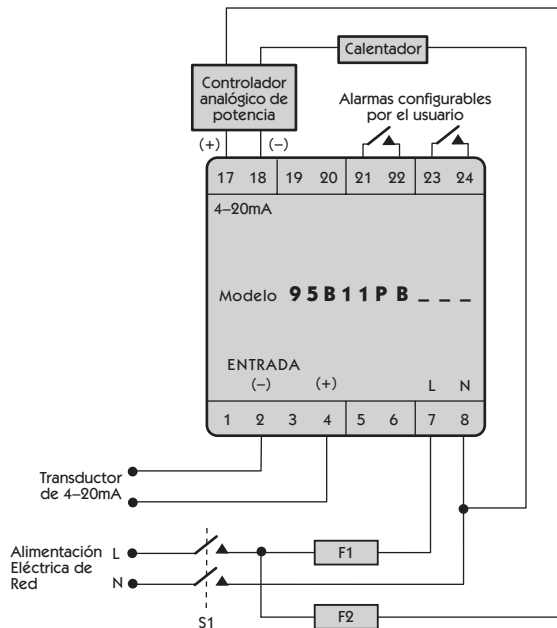 Calentador
Controlador
analógico de
potencia
Alarmas configurables
por el usuario
(+) (–)
17 18 19 20 21 22 23 24
4–20mA
Modelo 95B11PB_ _ _
ENTRADA
(–) (+) L N
1 2 3 4 5 6 7 8
Transductor
de 4–20mA
Alimentación
Eléctrica de
Red
L
N
F1
F2
S1